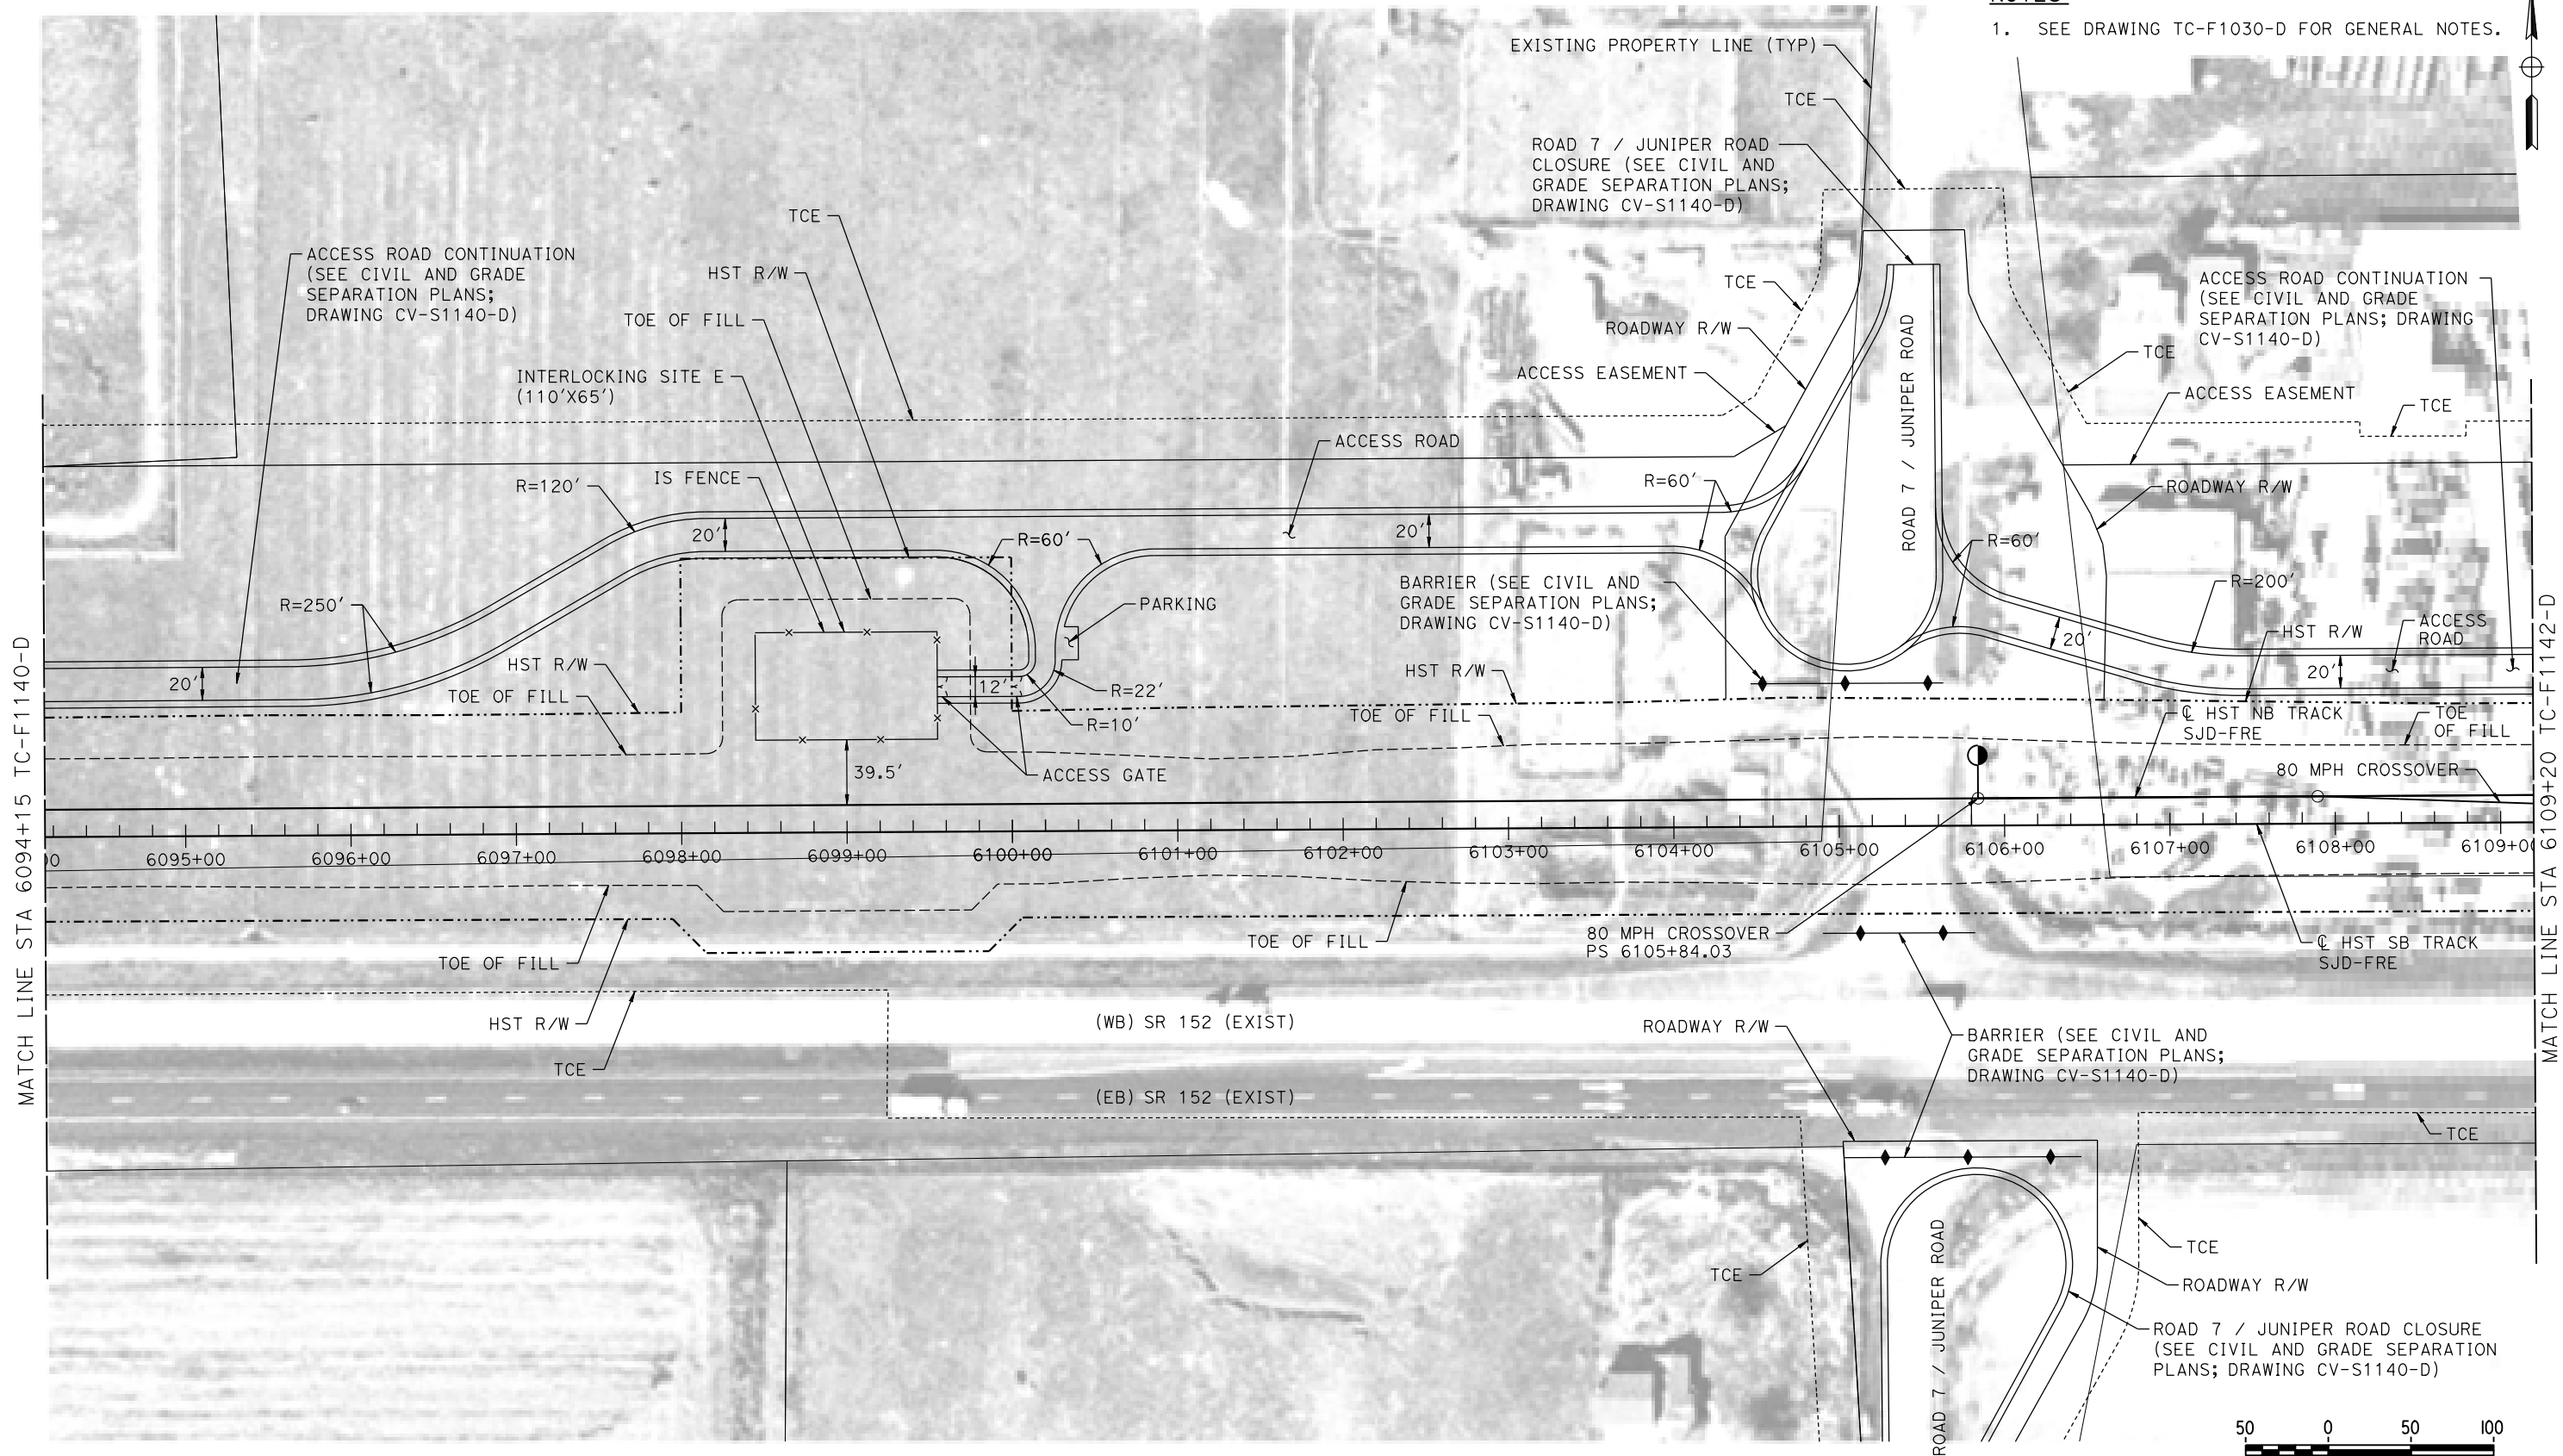 NOTES
1. SEE DRAWING TC-F1030-D FOR GENERAL NOTES.
EXISTING PROPERTY LINE (TYP)
TCE
ROAD 7 / JUNIPER ROAD
CLOSURE (SEE CIVIL AND
GRADE SEPARATION PLANS;
DRAWING CV-S1140-D)
TCE
HST R/W
TOE OF FILL
INTERLOCKING SITE E
(110'X65')
IS FENCE
ACCESS ROAD CONTINUATION
(SEE CIVIL AND GRADE
SEPARATION PLANS;
DRAWING CV-S1140-D)
TCE
ROADWAY R/W
ACCESS EASEMENT
ACCESS ROAD
ROAD 7 / JUNIPER ROAD
ACCESS ROAD CONTINUATION
(SEE CIVIL AND GRADE
SEPARATION PLANS; DRAWING
CV-S1140-D)
TCE
ACCESS EASEMENT
TCE
ROADWAY R/W
R=120'
20'
R=60'
20'
R=60'
R=60'
R=200'
R=250'
PARKING
BARRIER (SEE CIVIL AND
GRADE SEPARATION PLANS;
DRAWING CV-S1140-D)
20'
HST R/W
ACCESS
ROAD
20'
20'
HST R/W
TOE OF FILL
12'
R=22'
R=10'
HST R/W
TOE OF FILL
℄ HST NB TRACK
SJD-FRE
TOE
OF FILL
39.5'
ACCESS GATE
80 MPH CROSSOVER
MATCH LINE STA 6094+15 TC-F1140-D
MATCH LINE STA 6109+20 TC-F1142-D
6095+00
6096+00
6097+00
6098+00
6099+00
6100+00
6101+00
6102+00
6103+00
6104+00
6105+00
6106+00
6107+00
6108+00
6109+00
TOE OF FILL
HST R/W
TCE
TOE OF FILL
80 MPH CROSSOVER
PS 6105+84.03
℄ HST SB TRACK
SJD-FRE
(WB) SR 152 (EXIST)
(EB) SR 152 (EXIST)
ROADWAY R/W
BARRIER (SEE CIVIL AND
GRADE SEPARATION PLANS;
DRAWING CV-S1140-D)
TCE
TCE
TCE
ROADWAY R/W
ROAD 7 / JUNIPER ROAD
ROAD 7 / JUNIPER ROAD CLOSURE
(SEE CIVIL AND GRADE SEPARATION
PLANS; DRAWING CV-S1140-D)
50 0 50 100